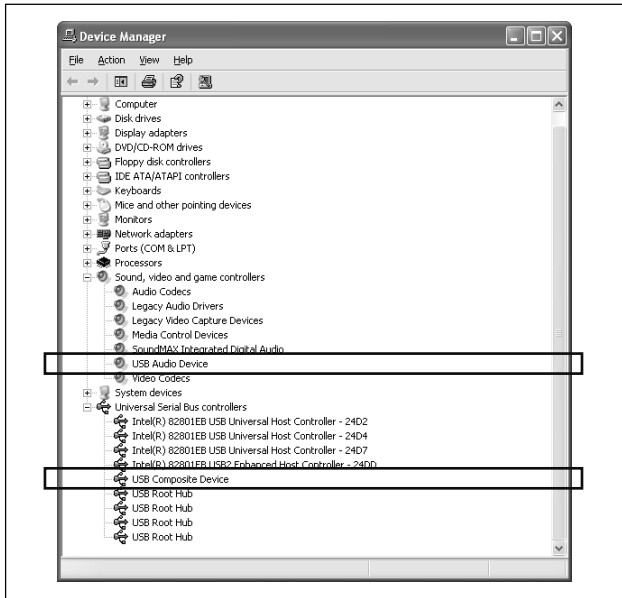 Device Manager
File Action View Help
Computer
Disk drives
Display adapters
DVD/CD-ROM drives
Floppy disk controllers
IDE ATA/ATAPI controllers
Keyboards
Mice and other pointing devices
Monitors
Network adapters
Ports (COM & LPT)
Processors
Sound, video and game controllers
Audio Codecs
Legacy Audio Drivers
Legacy Video Capture Devices
Media Control Devices
SoundMAX Integrated Digital Audio
USB Audio Device
Video Codecs
System devices
Universal Serial Bus controllers
Intel(R) 82801EB USB Universal Host Controller - 24D2
Intel(R) 82801EB USB Universal Host Controller - 24D4
Intel(R) 82801EB USB Universal Host Controller - 24D7
Intel(R) 82801EB USB2 Enhanced Host Controller - 24DD
USB Composite Device
USB Root Hub
USB Root Hub
USB Root Hub
USB Root Hub